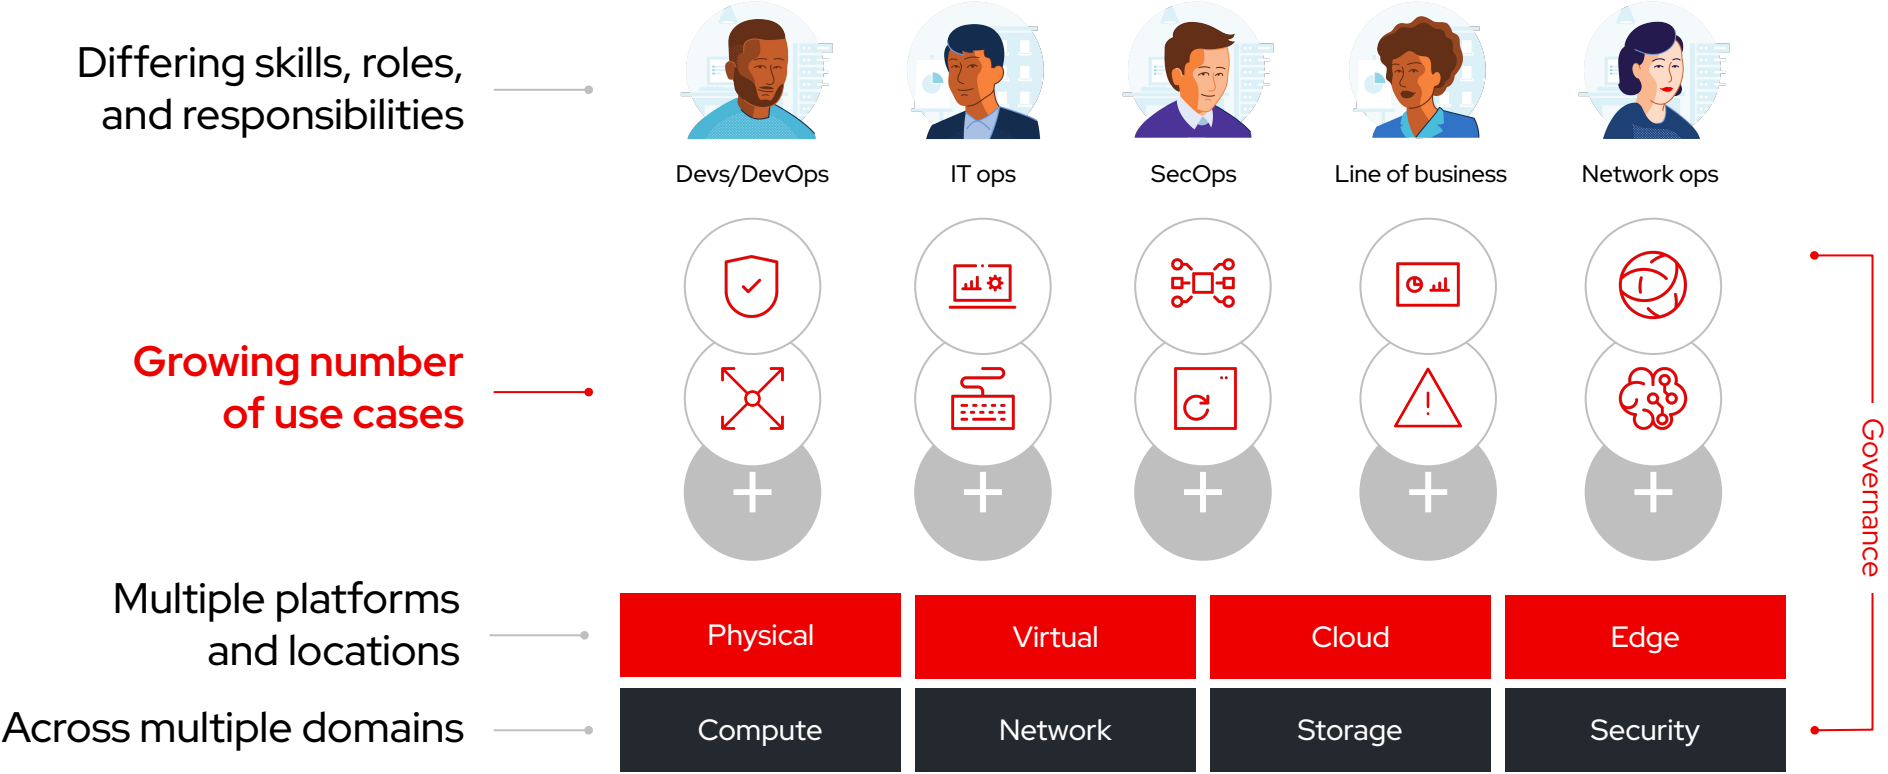 Differing skills, roles,
and responsibilities
Devs/DevOps
IT ops
SecOps
Line of business
Network ops
Growing number
of use cases
Governance
Multiple platforms
and locations
Physical
Virtual
Cloud
Edge
Across multiple domains
Compute
Network
Storage
Security